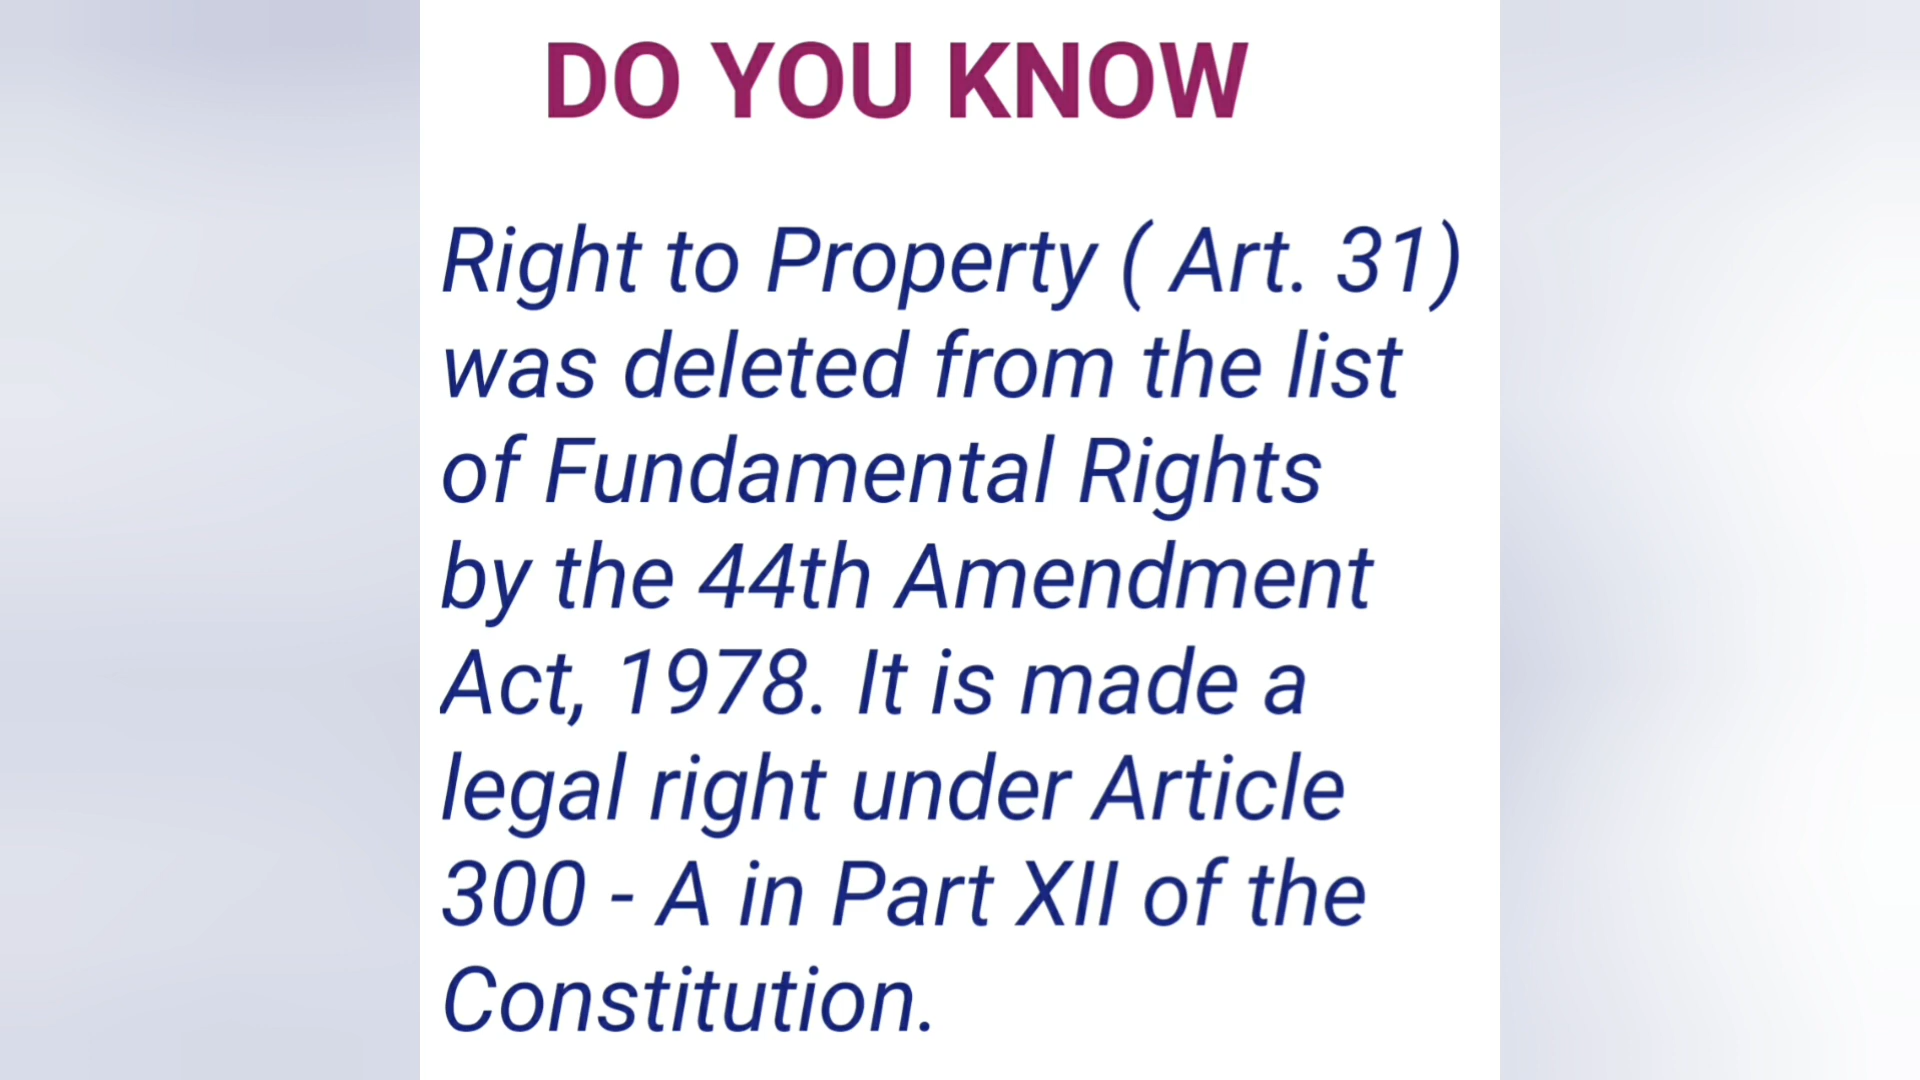 DO YOU KNOW
Right to Property ( Art. 31)
was deleted from the list
of Fundamental Rights
by the 44th Amendment
Act, 1978. It is made a
legal right under Article
300 - A in Part XII of the
Constitution.